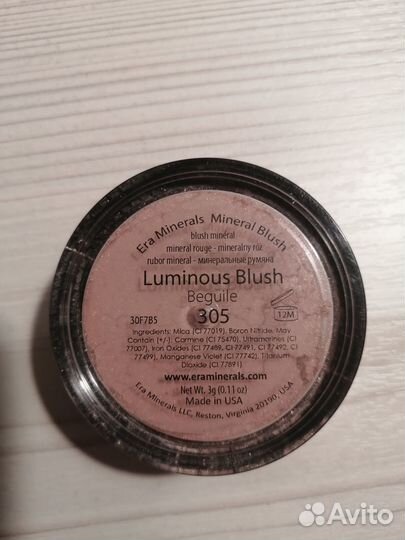 Era Minerals Mineral Blush
blush minéral
mineral rouge - mineralny róż
rubor mineral - минеральные румяна
Luminous Blush
Beguile
305
30F7B5
12M
Ingredients: Mica (CI 77019), Boron Nitride, May
Contain (+/-): Carmine (CI 75470), Ultramarines (CI
77007), Iron Oxides (CI 77489, CI 77491, CI 77492, CI
77499), Manganese Violet (CI 77742), Titanium
Dioxide (CI 77891)
www.eraminerals.com
Net Wt. 3g (0.11 oz)
Made in USA
Era Minerals LLC, Reston, Virginia 20190, USA
Avito